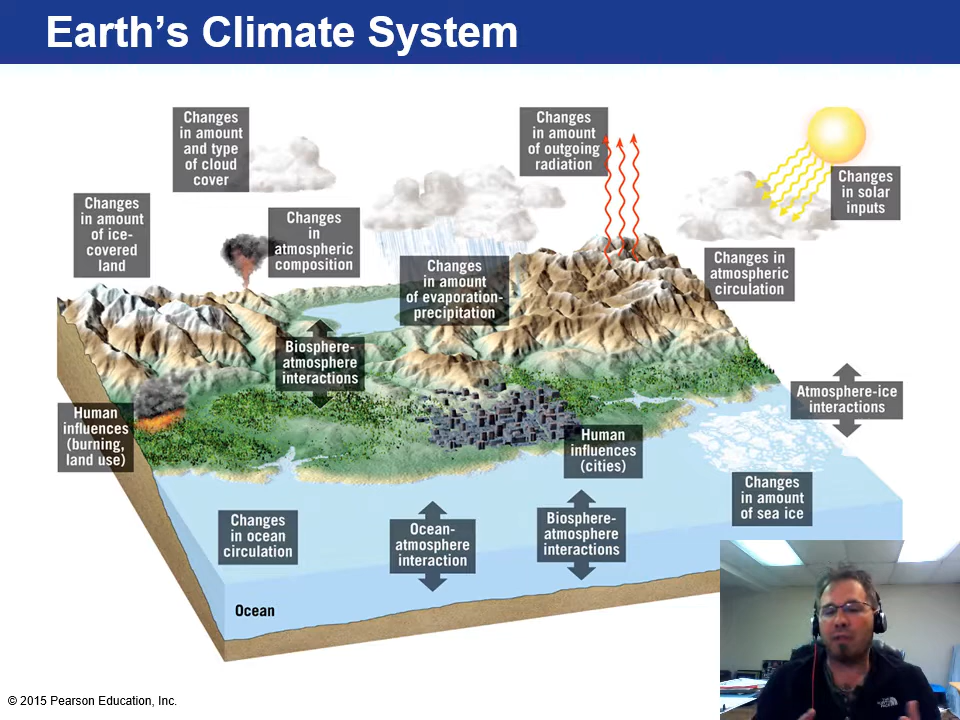 Earth's Climate System
Changes
in amount
and type
of cloud
cover
Changes
in amount
of outgoing
radiation
Changes
in solar
inputs
Changes
in amount
of ice-
covered
land
Changes
in
atmospheric
composition
Changes
in amount
of evaporation-
precipitation
Changes in
atmospheric
circulation
Biosphere-
atmosphere
interactions
Atmosphere-ice
interactions
Human
influences
(burning,
land use)
Human
influences
(cities)
Changes
in amount
of sea ice
Changes
in ocean
circulation
Ocean-
atmosphere
interaction
Biosphere-
atmosphere
interactions
Ocean
© 2015 Pearson Education, Inc.